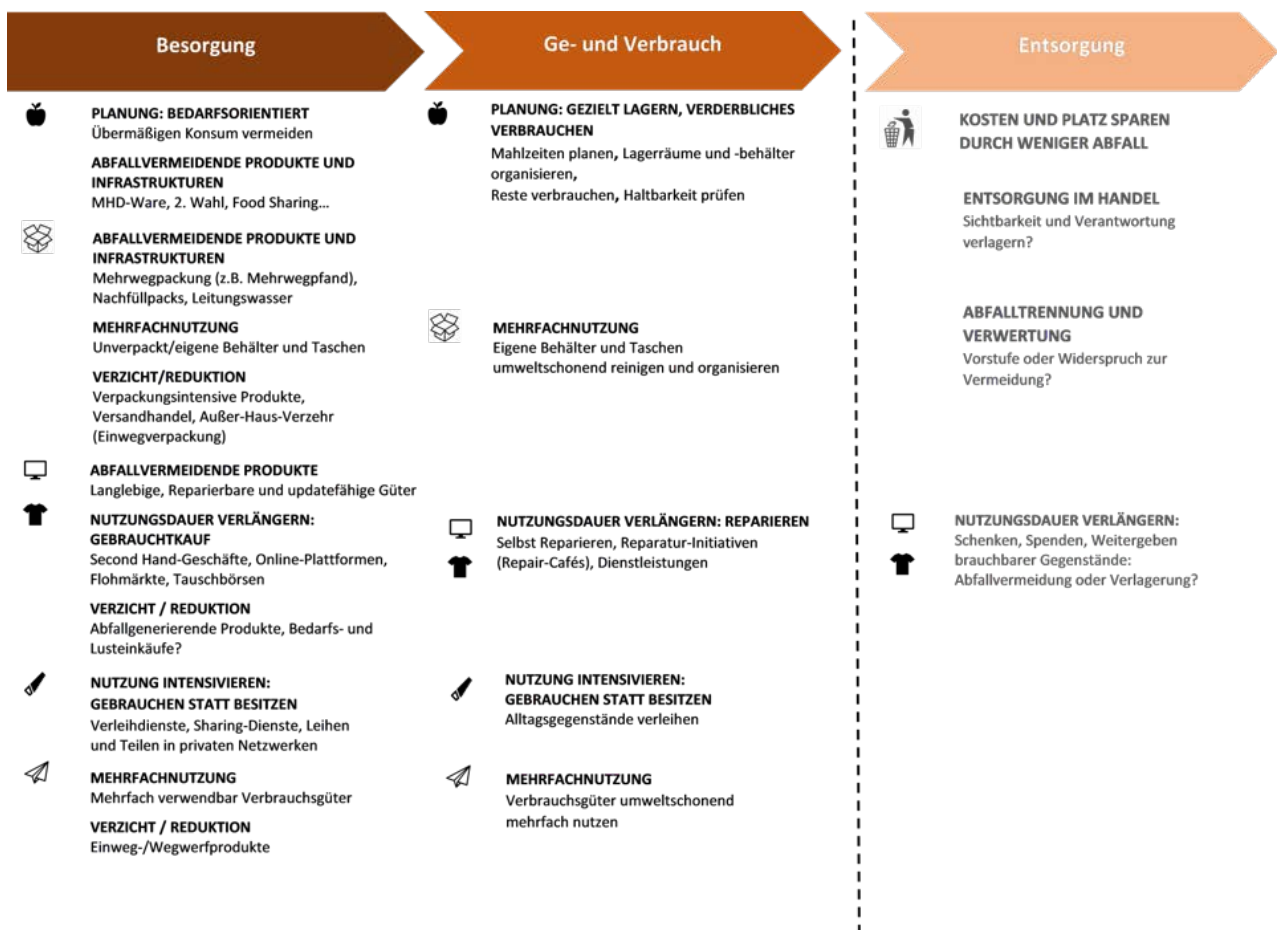 Besorgung
PLANUNG: BEDARFSORIENTIERT
Übermäßigen Konsum vermeiden
ABFALLVERMEIDENDE PRODUKTE UND
INFRASTRUKTUREN
MHD-Ware, 2. Wahl, Food Sharing...
ABFALLVERMEIDENDE PRODUKTE UND
INFRASTRUKTUREN
Mehrwegpackung (z.B. Mehrwegpfand),
Nachfüllpacks, Leitungswasser
MEHRFACHNUTZUNG
Unverpackt/eigene Behälter und Taschen
VERZICHT/REDUKTION
Verpackungsintensive Produkte,
Versandhandel, Außer-Haus-Verzehr
(Einwegverpackung)
ABFALLVERMEIDENDE PRODUKTE
Langlebige, Reparierbare und updatefähige Güter
NUTZUNGSDAUER VERLÄNGERN:
GEBRAUCHTKAUF
Second Hand-Geschäfte, Online-Plattformen,
Flohmärkte, Tauschbörsen
VERZICHT / REDUKTION
Abfallgenerierende Produkte, Bedarfs- und
Lusteinkäufe?
NUTZUNG INTENSIVIEREN:
GEBRAUCHEN STATT BESITZEN
Verleihdienste, Sharing-Dienste, Leihen
und Teilen in privaten Netzwerken
MEHRFACHNUTZUNG
Mehrfach verwendbar Verbrauchsgüter
VERZICHT / REDUKTION
Einweg-/Wegwerfprodukte
Ge- und Verbrauch
PLANUNG: GEZIELT LAGERN, VERDERBLICHES
VERBRAUCHEN
Mahlzeiten planen, Lagerräume und -behälter
organisieren,
Reste verbrauchen, Haltbarkeit prüfen
MEHRFACHNUTZUNG
Eigene Behälter und Taschen
umweltschonend reinigen und organisieren
NUTZUNGSDAUER VERLÄNGERN: REPARIEREN
Selbst Reparieren, Reparatur-Initiativen
(Repair-Cafés), Dienstleistungen
NUTZUNG INTENSIVIEREN:
GEBRAUCHEN STATT BESITZEN
Alltagsgegenstände verleihen
MEHRFACHNUTZUNG
Verbrauchsgüter umweltschonend
mehrfach nutzen
Entsorgung
KOSTEN UND PLATZ SPAREN
DURCH WENIGER ABFALL
ENTSORGUNG IM HANDEL
Sichtbarkeit und Verantwortung
verlagern?
ABFALLTRENNUNG UND
VERWERTUNG
Vorstufe oder Widerspruch zur
Vermeidung?
NUTZUNGSDAUER VERLÄNGERN:
Schenken, Spenden, Weitergeben
brauchbarer Gegenstände:
Abfallvermeidung oder Verlagerung?